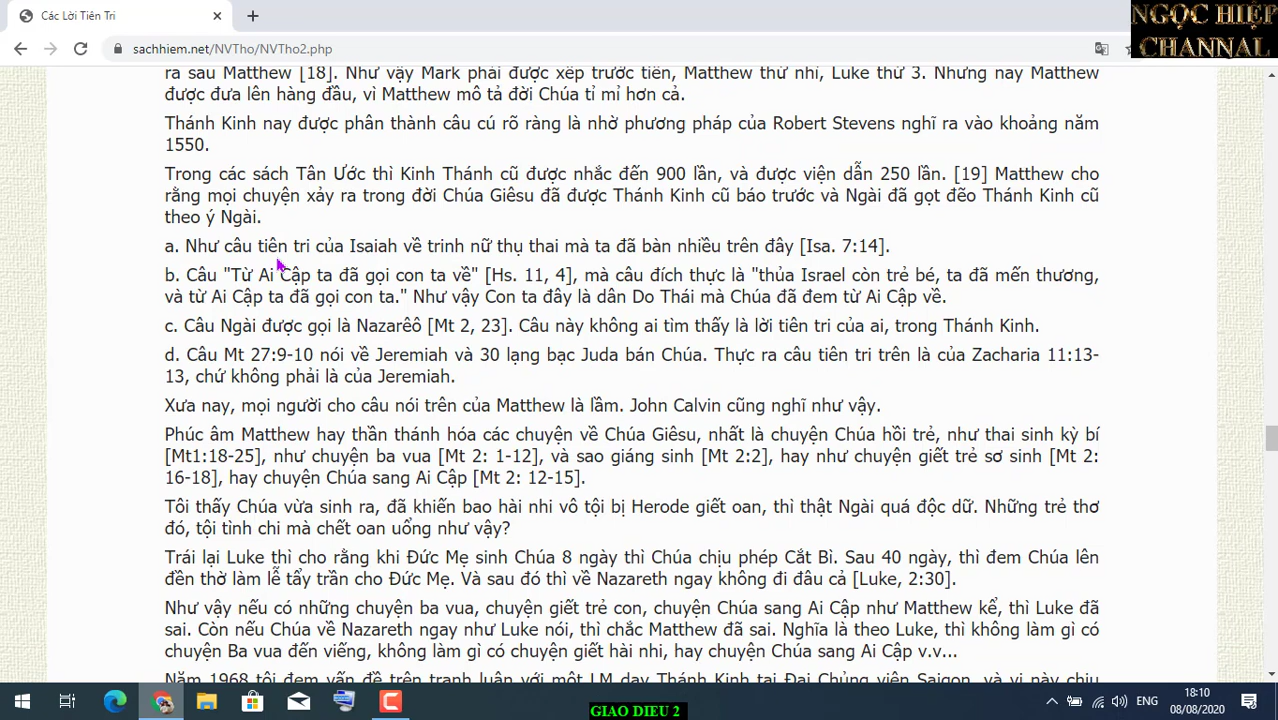 Các Lời Tiên Tri
NGỌC HIỆP
CHANNAL
sachhiem.net/NVTho/NVTho2.php
ra sau Matthew [18]. Như vậy Mark phải được xếp trước tiên, Matthew thứ nhì, Luke thứ 3. Nhưng nay Matthew
được đưa lên hàng đầu, vì Matthew mô tả đời Chúa tỉ mỉ hơn cả.
Thánh Kinh nay được phân thành câu cú rõ ràng là nhờ phương pháp của Robert Stevens nghĩ ra vào khoảng năm
1550.
Trong các sách Tân Ước thì Kinh Thánh cũ được nhắc đến 900 lần, và được viện dẫn 250 lần. [19] Matthew cho
rằng mọi chuyện xảy ra trong đời Chúa Giêsu đã được Thánh Kinh cũ báo trước và Ngài đã gọt đẽo Thánh Kinh cũ
theo ý Ngài.
a. Như câu tiên tri của Isaiah về trinh nữ thụ thai mà ta đã bàn nhiều trên đây [Isa. 7:14].
b. Câu "Từ Ai Cập ta đã gọi con ta về" [Hs. 11, 4], mà câu đích thực là "thủa Israel còn trẻ bé, ta đã mến thương,
và từ Ai Cập ta đã gọi con ta." Như vậy Con ta đây là dân Do Thái mà Chúa đã đem từ Ai Cập về.
c. Câu Ngài được gọi là Nazarêô [Mt 2, 23]. Câu này không ai tìm thấy là lời tiên tri của ai, trong Thánh Kinh.
d. Câu Mt 27:9-10 nói về Jeremiah và 30 lạng bạc Juda bán Chúa. Thực ra câu tiên tri trên là của Zacharia 11:13-
13, chứ không phải là của Jeremiah.
Xưa nay, mọi người cho câu nói trên của Matthew là lầm. John Calvin cũng nghĩ như vậy.
Phúc âm Matthew hay thần thánh hóa các chuyện về Chúa Giêsu, nhất là chuyện Chúa hồi trẻ, như thai sinh kỳ bí
[Mt1:18-25], như chuyện ba vua [Mt 2: 1-12], và sao giáng sinh [Mt 2:2], hay như chuyện giết trẻ sơ sinh [Mt 2:
16-18], hay chuyện Chúa sang Ai Cập [Mt 2: 12-15].
Tôi thấy Chúa vừa sinh ra, đã khiến bao hài nhi vô tội bị Herode giết oan, thì thật Ngài quá độc dữ. Những trẻ thơ
đó, tội tình chi mà chết oan uổng như vậy?
Trái lại Luke thì cho rằng khi Đức Mẹ sinh Chúa 8 ngày thì Chúa chịu phép Cắt Bì. Sau 40 ngày, thì đem Chúa lên
đền thờ làm lễ tẩy trần cho Đức Mẹ. Và sau đó thì về Nazareth ngay không đi đâu cả [Luke, 2:30].
Như vậy nếu có những chuyện ba vua, chuyện giết trẻ con, chuyện Chúa sang Ai Cập như Matthew kể, thì Luke đã
sai. Còn nếu Chúa về Nazareth ngay như Luke nói, thì chắc Matthew đã sai. Nghĩa là theo Luke, thì không làm gì có
chuyện Ba vua đến viếng, không làm gì có chuyện giết hài nhi, hay chuyện Chúa sang Ai Cập v.v...
Năm 1968 tôi đem vấn đề trên tranh luận với một LM dạy Thánh Kinh tại Đại Chủng viện Saigon, và vị này chịu
ENG
18:10
08/08/2020
GIAO DIEU 2